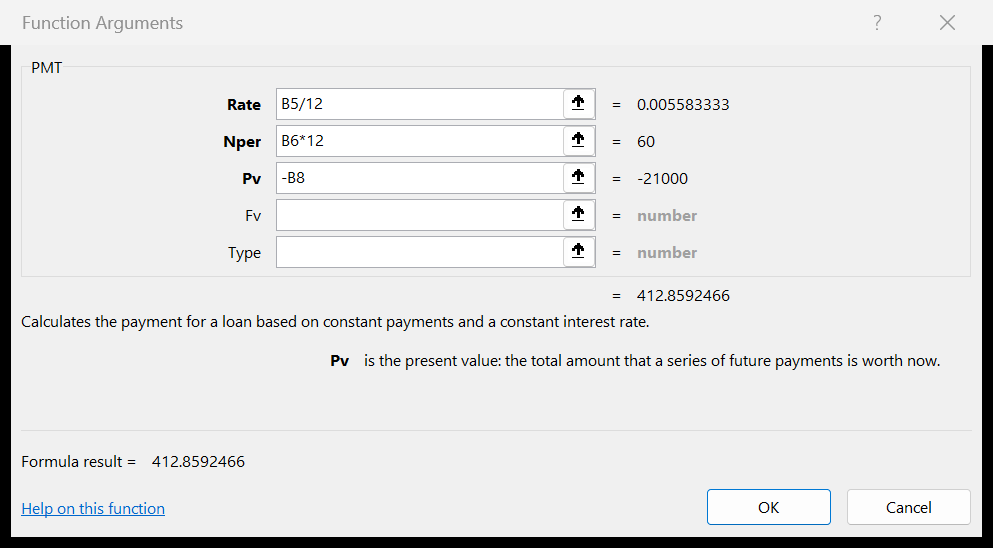 Function Arguments ?
PMT
Rate B5/12 = 0.005583333
Nper B6*12 = 60
Pv -B8 = -21000
Fv = number
Type = number
= 412.8592466
Calculates the payment for a loan based on constant payments and a constant interest rate.
Pv is the present value: the total amount that a series of future payments is worth now.
Formula result = 412.8592466
Help on this function OK Cancel